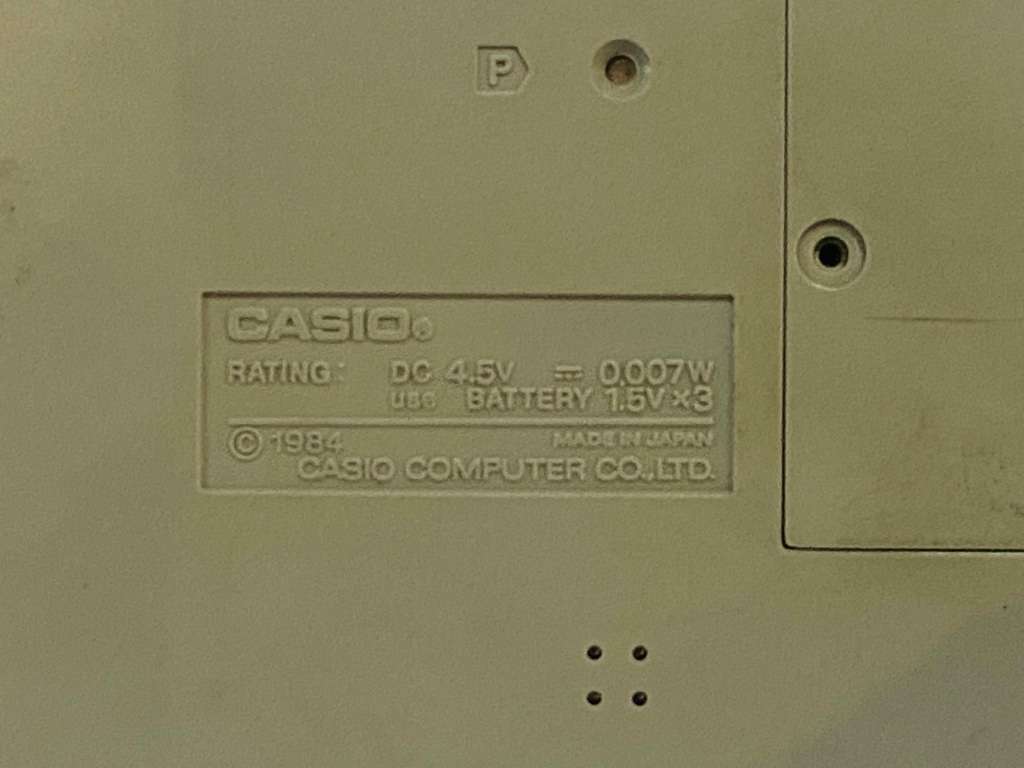 P
CASIO®
RATING: DC 4.5V ⎓ 0.007W
USE BATTERY 1.5V×3
© 1984 MADE IN JAPAN
CASIO COMPUTER CO.,LTD.